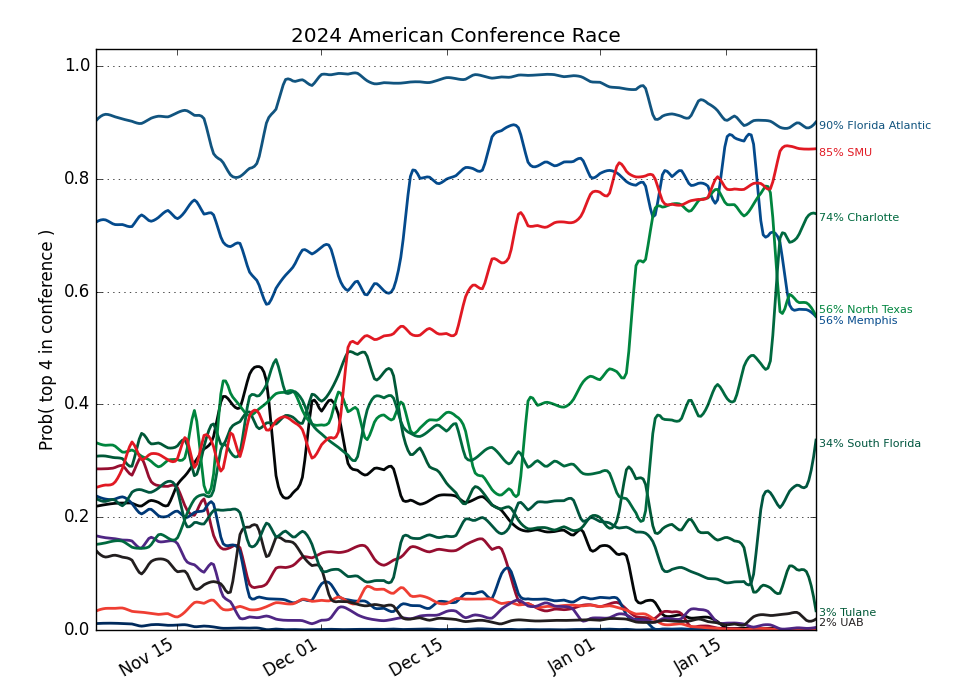 2024 American Conference Race
Prob( top 4 in conference )
1.0
0.8
0.6
0.4
0.2
0.0
Nov 15
Dec 01
Dec 15
Jan 01
Jan 15
90% Florida Atlantic
85% SMU
74% Charlotte
56% North Texas
56% Memphis
34% South Florida
3% Tulane
2% UAB